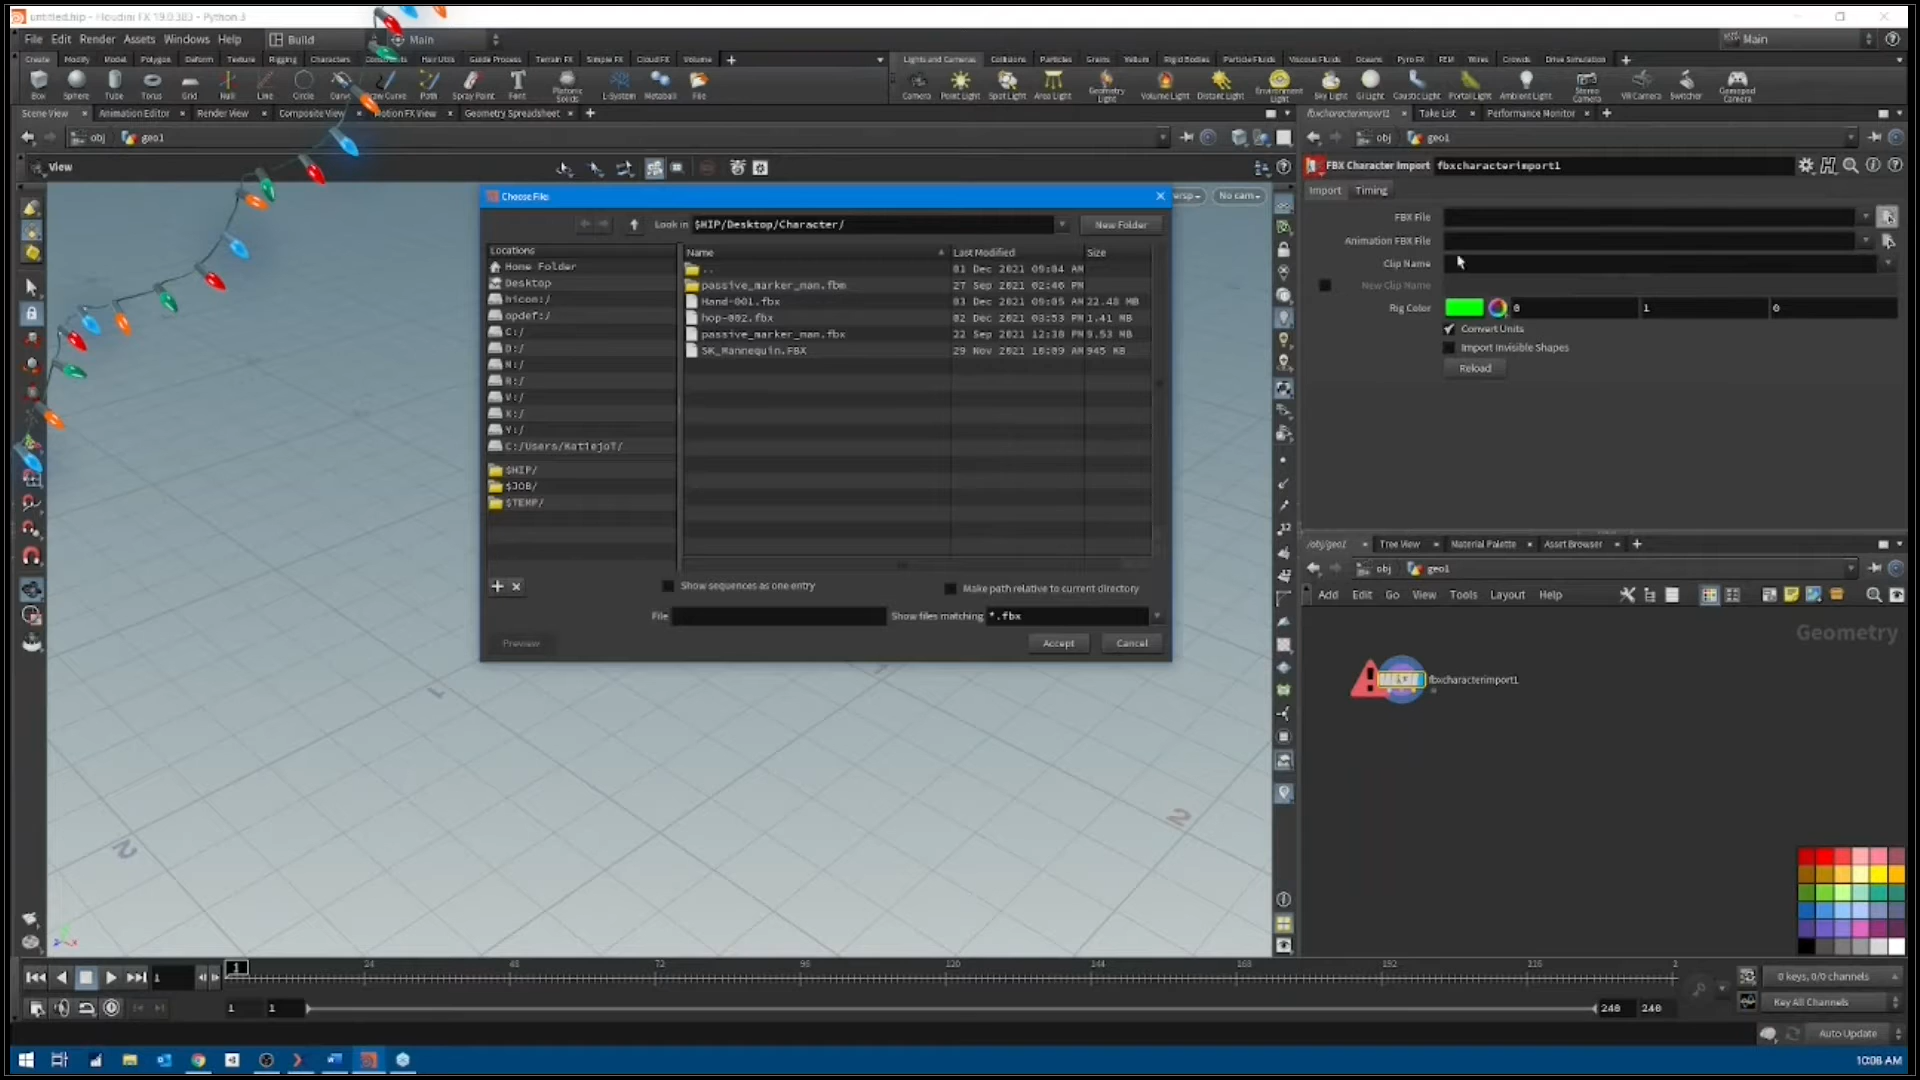 untitled.hip - Houdini FX 19.0.383 - Python 3
File Edit Render Assets Windows Help Build Main
Main
Create Modify Model Polygon Deform Texture Rigging Characters Constraints Hair Utils Guide Process Terrain FX Simple FX Cloud FX Volume
Lights and Cameras Collisions Particles Grains Vellum Rigid Bodies Particle Fluids Viscous Fluids Oceans Pyro FX FEM Wires Crowds Drive Simulation
Box Sphere Tube Torus Grid Null Line Circle Curve Draw Curve Path Spray Paint Font Platonic Solids L-System Metaball File
Camera Point Light Spot Light Area Light Geometry Light Volume Light Distant Light Environment Light Sky Light GI Light Caustic Light Portal Light Ambient Light Stereo Camera VR Camera Switcher Gamepad Camera
Scene View Animation Editor Render View Composite View Motion FX View Geometry Spreadsheet
fbxcharacterimport1 Take List Performance Monitor
obj geo1
obj geo1
View
FBX Character Import fbxcharacterimport1
Import Timing
persp No cam
FBX File
Animation FBX File
Clip Name
New Clip Name
Rig Color 0 1 0
Convert Units
Import Invisible Shapes
Reload
Choose File
Look in $HIP/Desktop/Character/ New Folder
Locations
Home Folder
Desktop
hicon:/
opdef:/
C:/
D:/
R:/
V:/
X:/
Y:/
C:/Users/KatiejoT/
$HIP/
$JOB/
$TEMP/
Name Last Modified Size
.. 01 Dec 2021 09:04 AM
passive_marker_man.fbm 27 Sep 2021 02:46 PM
Hand-001.fbx 03 Dec 2021 09:05 AM 22.48 MB
hop-002.fbx 02 Dec 2021 03:53 PM 1.41 MB
passive_marker_man.fbx 22 Sep 2021 12:38 PM 9.53 MB
SK_Mannequin.FBX 29 Nov 2021 10:09 AM 945 KB
Show sequences as one entry
Make path relative to current directory
File
Show files matching *.fbx
Preview Accept Cancel
/obj/geo1 Tree View Material Palette Asset Browser
obj geo1
Add Edit Go View Tools Layout Help
Geometry
fbxcharacterimport1
1
2
2
1 1 24 48 72 96 120 144 168 192 216 2
0 keys, 0/0 channels
1 1 240 240
Key All Channels
Auto Update
10:08 AM